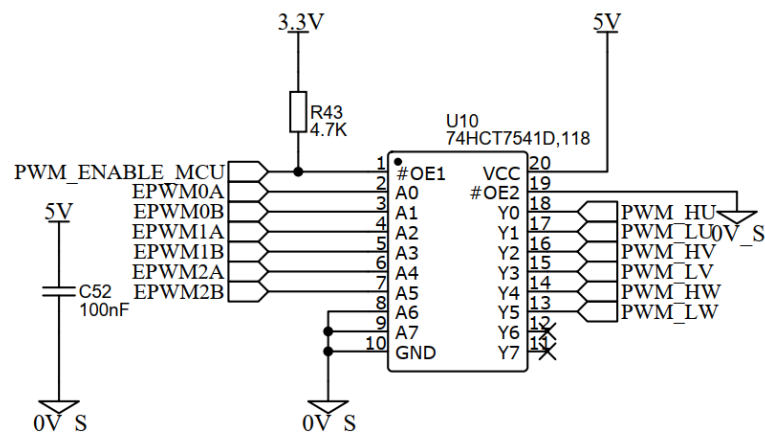 3.3V
5V
R43
4.7K
U10
74HCT7541D,118
PWM_ENABLE_MCU 1 #OE1 VCC 20
EPWM0A 2 A0 #OE2 19
EPWM0B 3 A1 Y0 18 PWM_HU
EPWM1A 4 A2 Y1 17 PWM_LU 0V_S
EPWM1B 5 A3 Y2 16 PWM_HV
EPWM2A 6 A4 Y3 15 PWM_LV
EPWM2B 7 A5 Y4 14 PWM_HW
8 A6 Y5 13 PWM_LW
9 A7 Y6 12
10 GND Y7 11
5V
C52
100nF
0V_S
0V_S